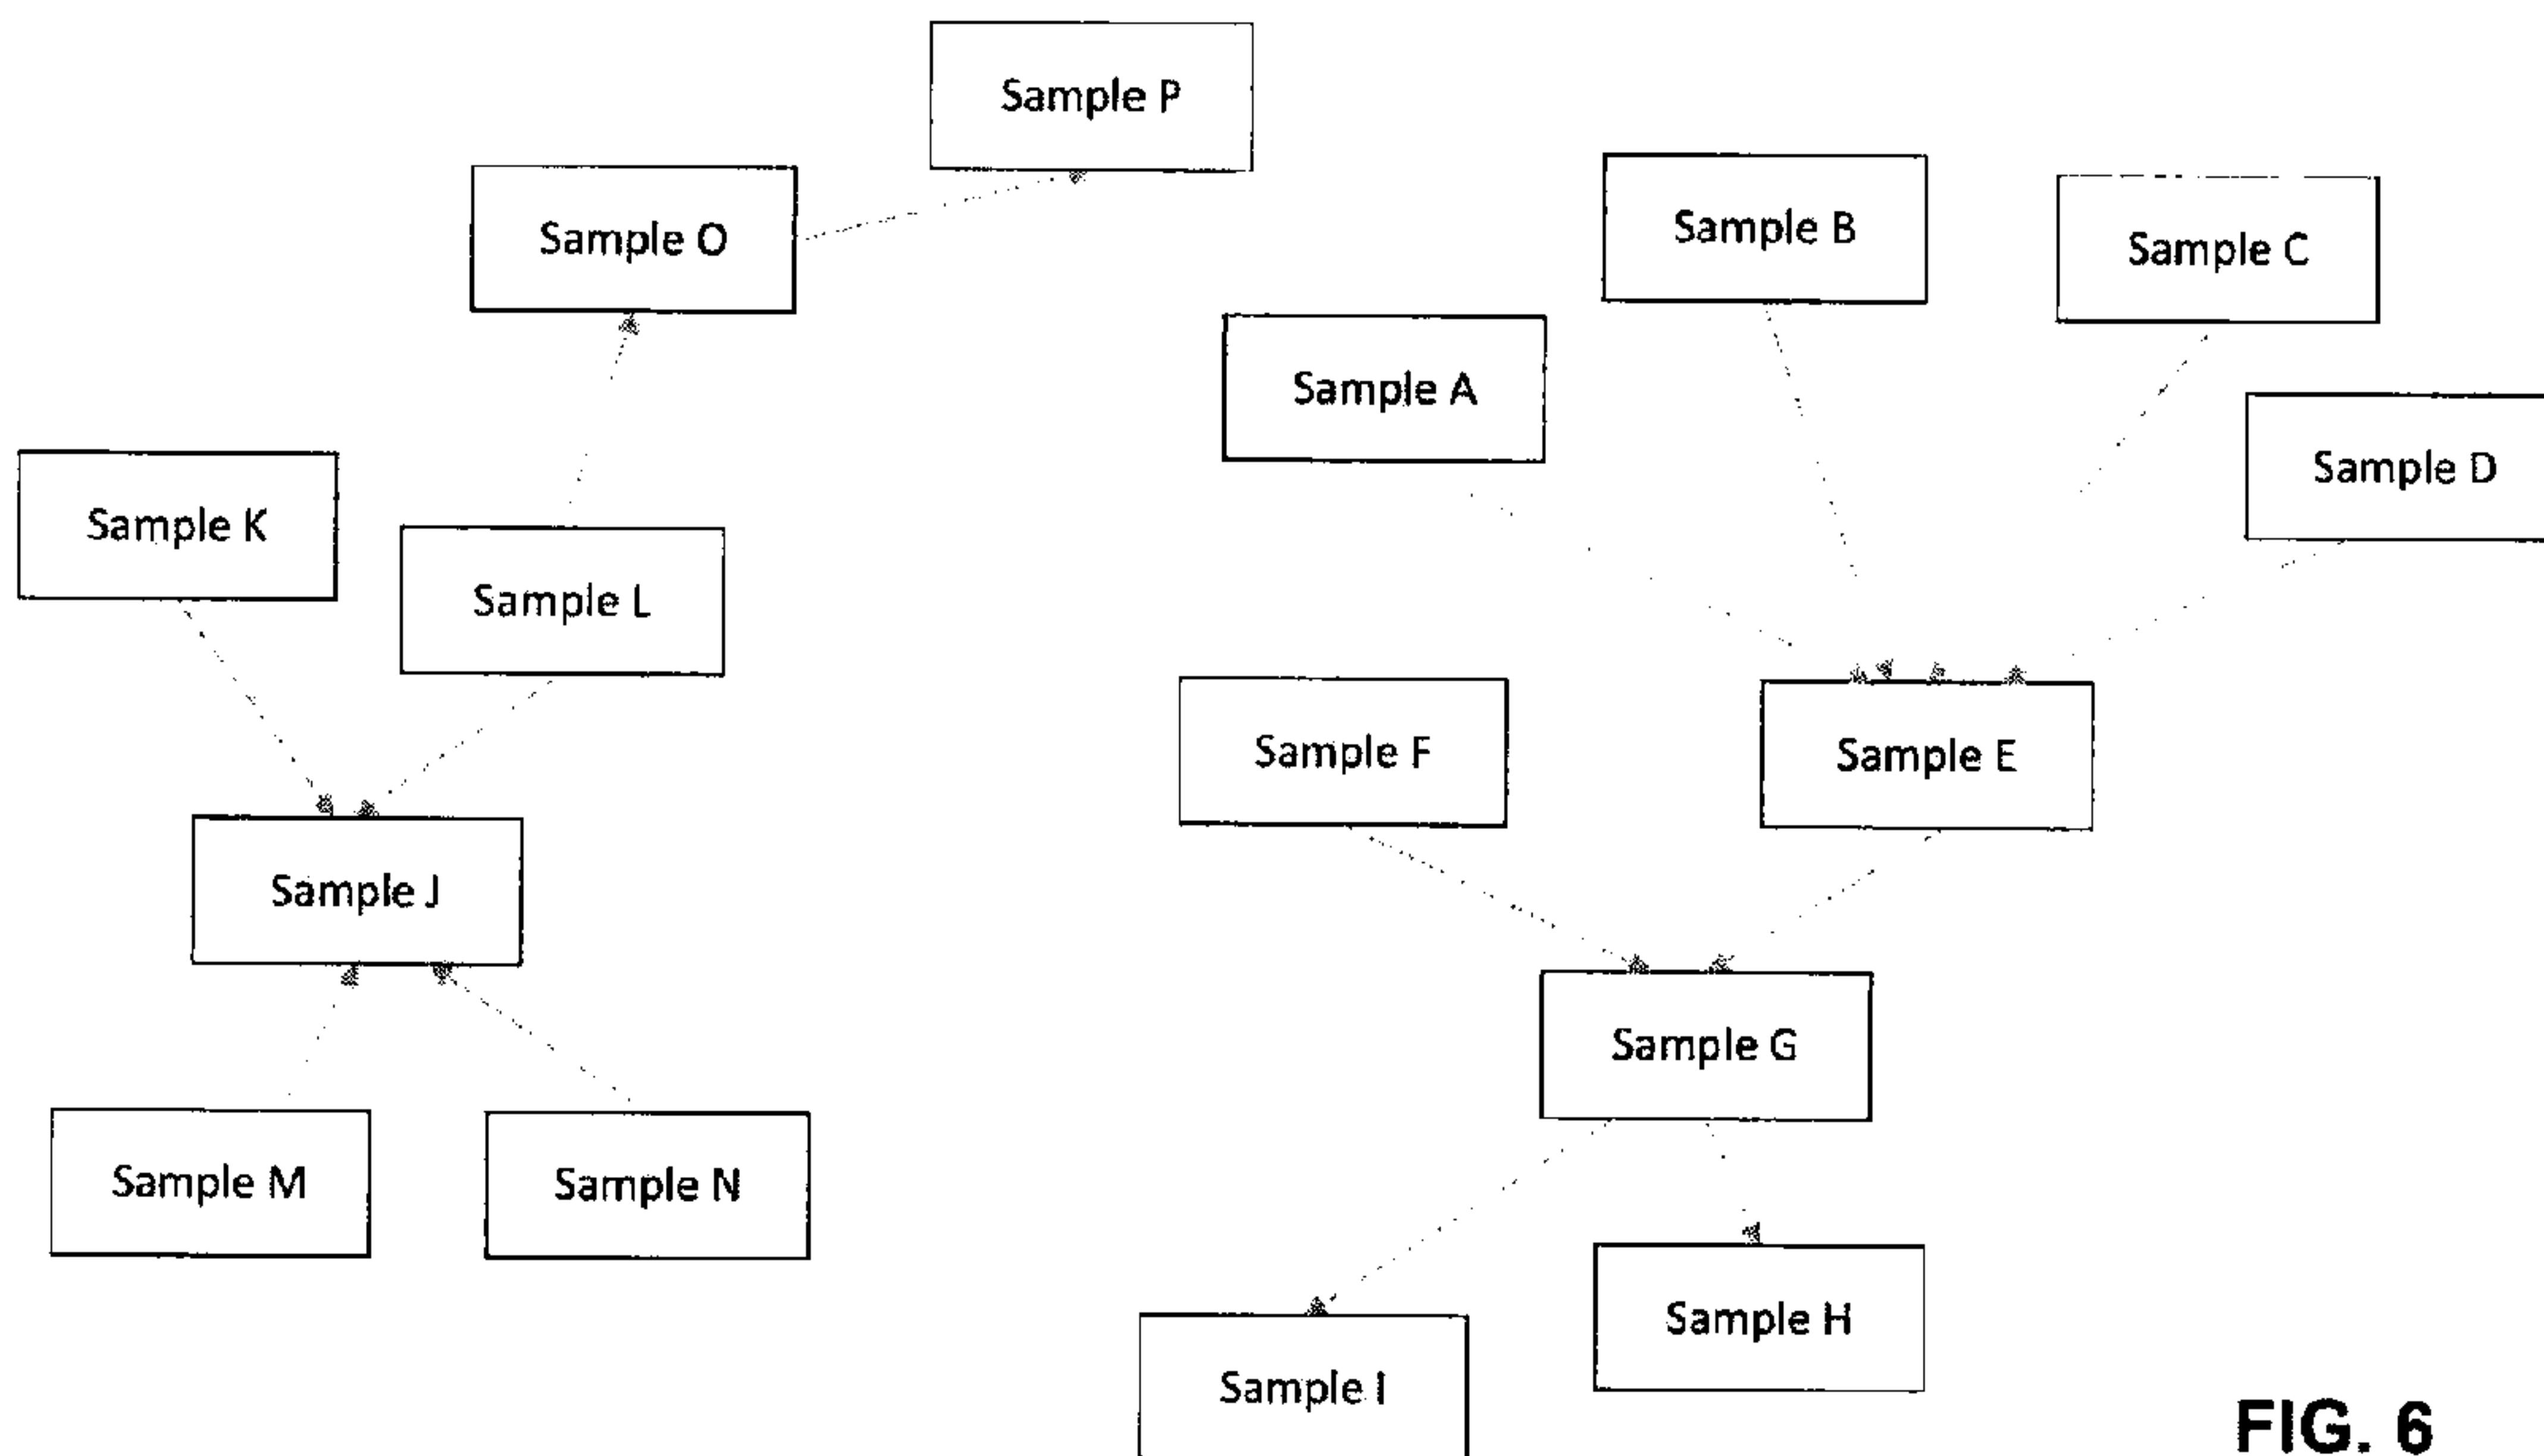 Sample P
Sample O
Sample B
Sample C
Sample A
Sample D
Sample K
Sample L
Sample F
Sample E
Sample J
Sample G
Sample M
Sample N
Sample H
Sample I
FIG. 6